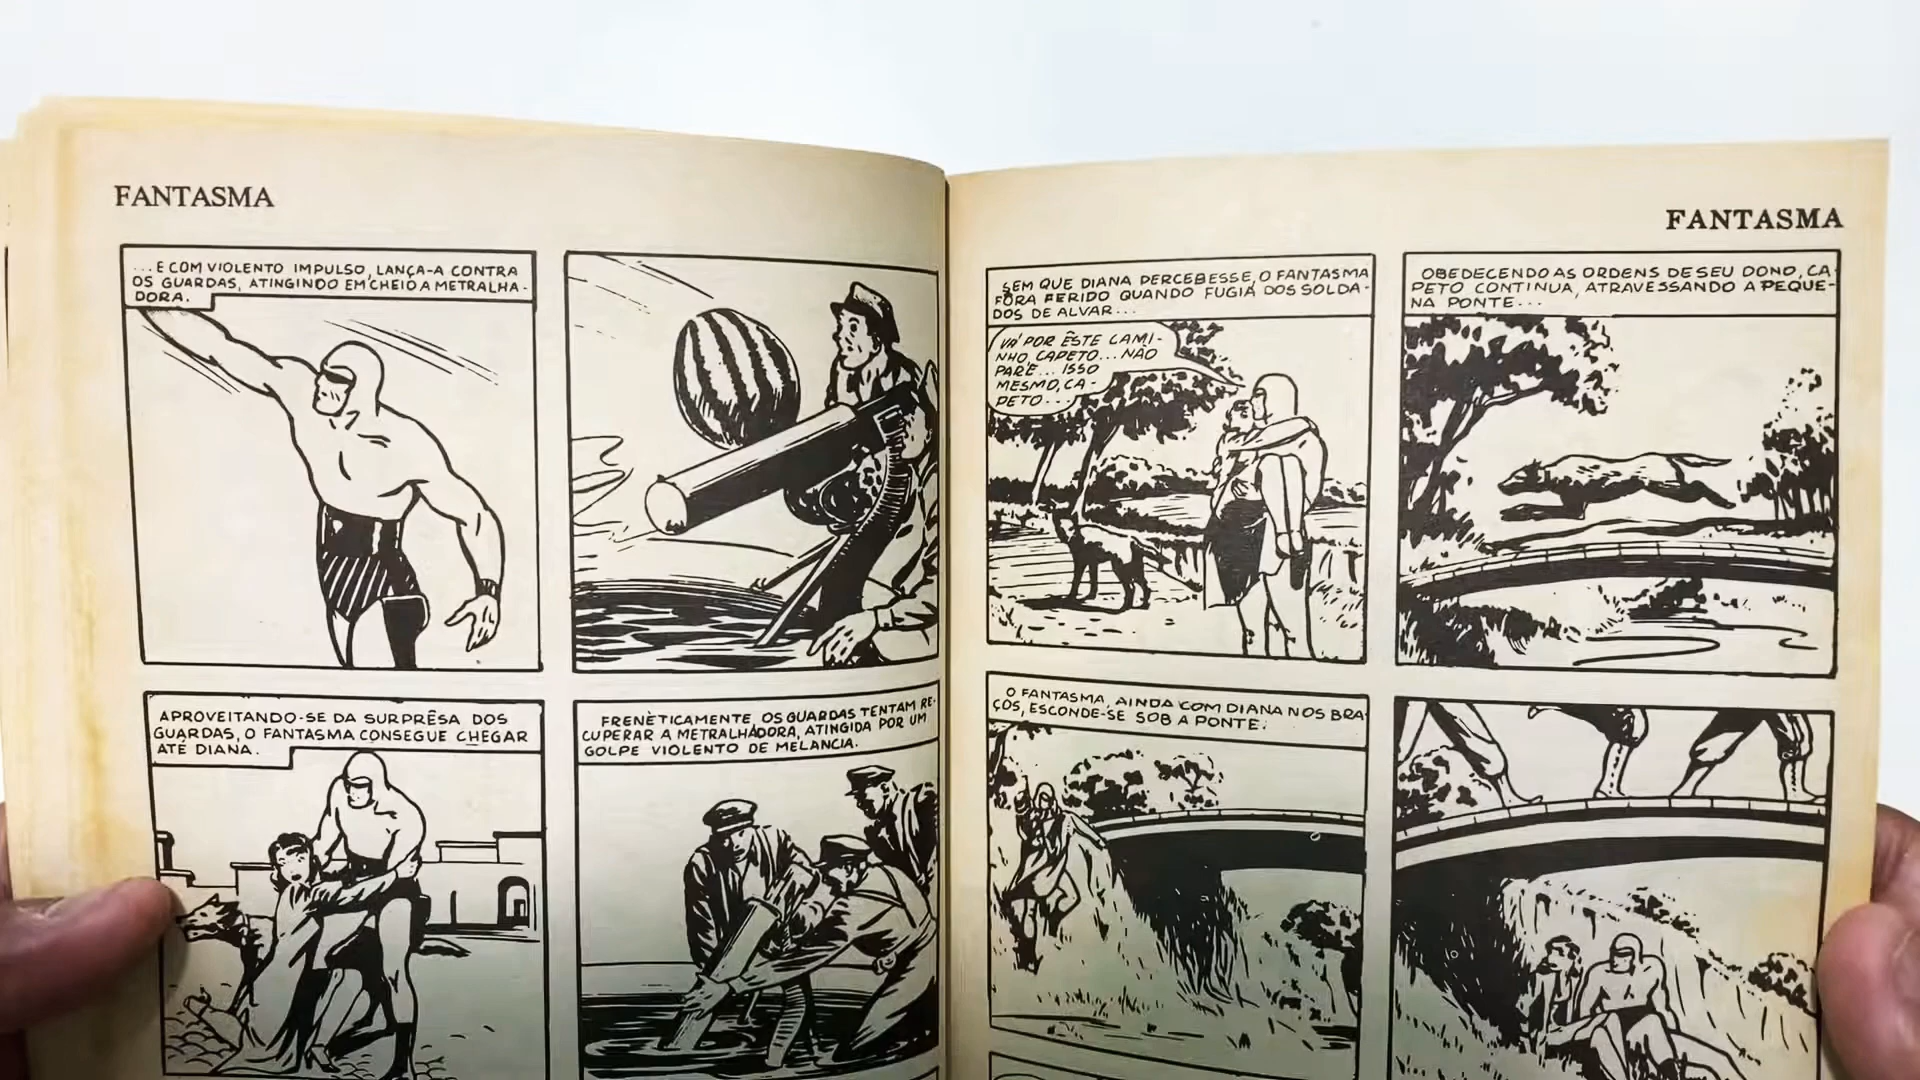 FANTASMA
...E COM VIOLENTO IMPULSO, LANÇA-A CONTRA
OS GUARDAS, ATINGINDO EM CHEIO A METRALHA-
DORA.
APROVEITANDO-SE DA SURPRÊSA DOS
GUARDAS, O FANTASMA CONSEGUE CHEGAR
ATÉ DIANA.
FRENÈTICAMENTE, OS GUARDAS TENTAM RE-
CUPERAR A METRALHADORA, ATINGIDA POR UM
GOLPE VIOLENTO DE MELANCIA.
FANTASMA
SEM QUE DIANA PERCEBESSE, O FANTASMA
FÔRA FERIDO QUANDO FUGIA DOS SOLDA-
DOS DE ALVAR...
VÁ POR ÊSTE CAMI-
NHO, CAPETO... NÃO
PARE... ISSO
MESMO, CA-
PETO...
OBEDECENDO AS ORDENS DE SEU DONO, CA-
PETO CONTINUA, ATRAVESSANDO A PEQUE-
NA PONTE...
O FANTASMA, AINDA COM DIANA NOS BRA-
ÇOS, ESCONDE-SE SOB A PONTE.